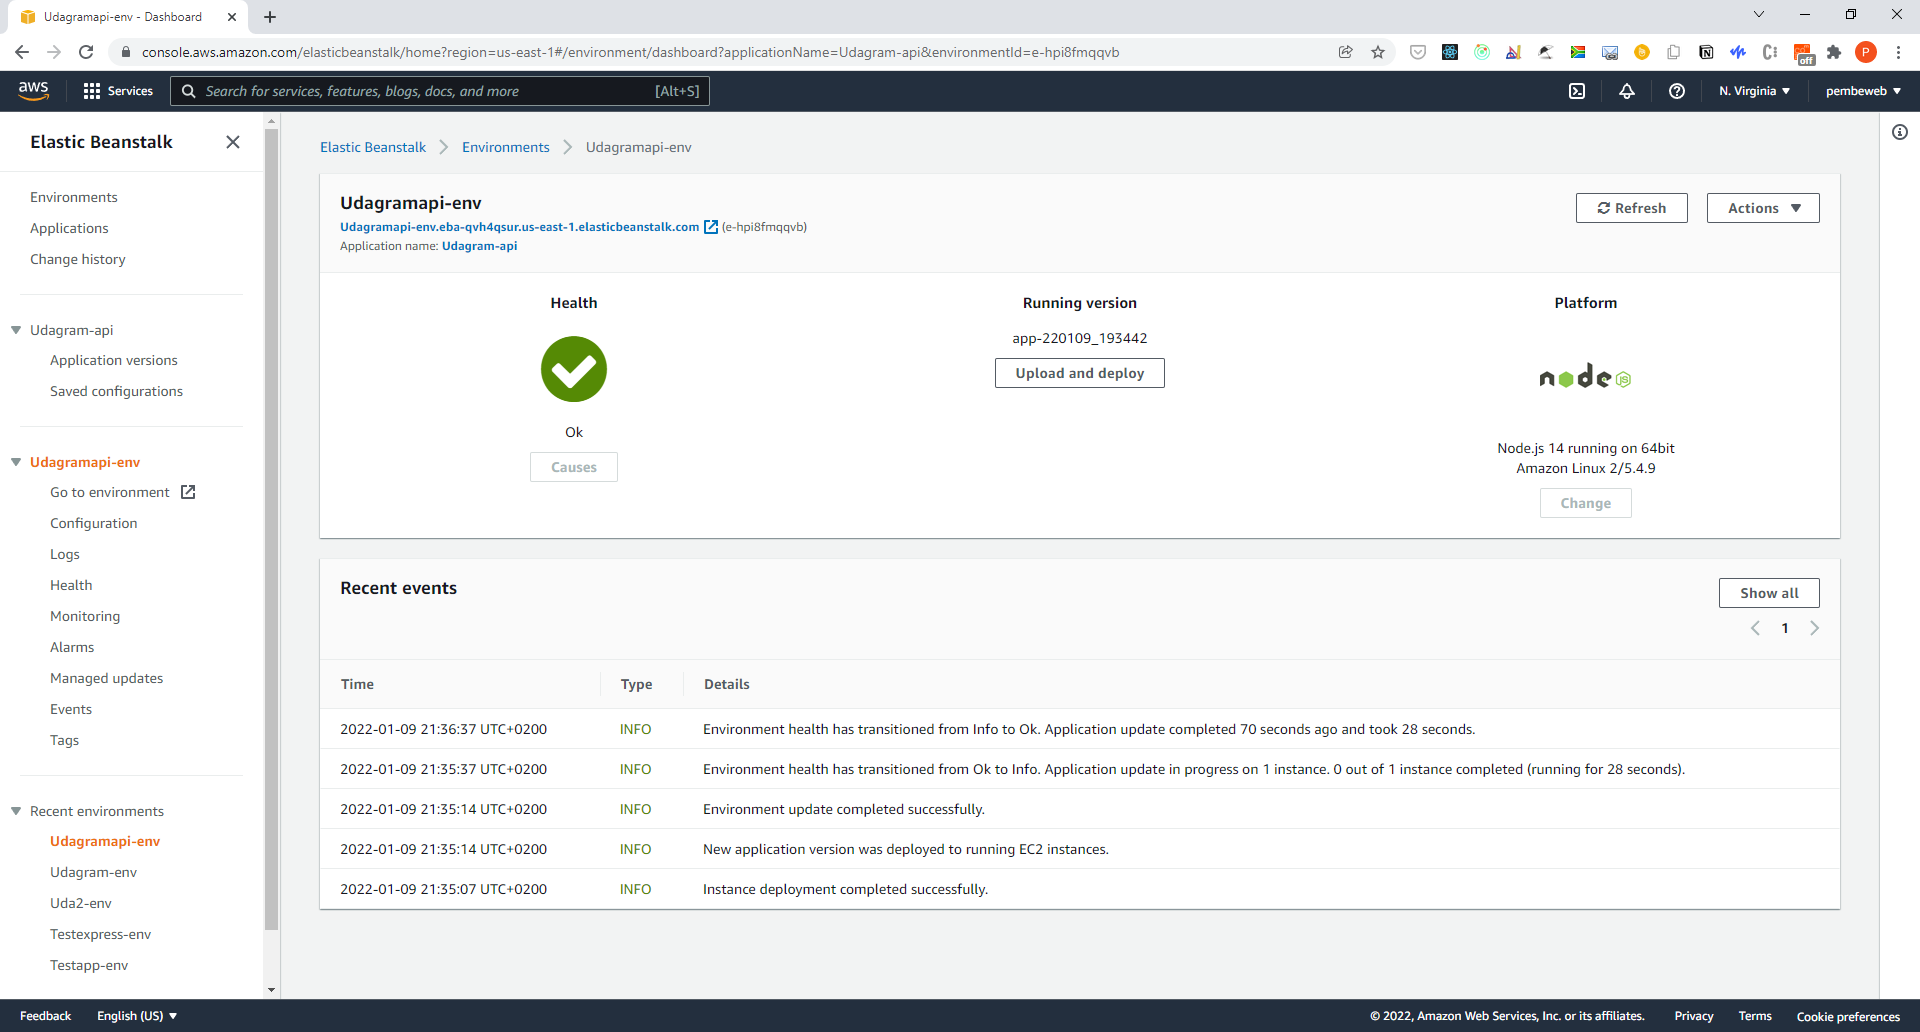 Udagramapi-env - Dashboard
console.aws.amazon.com/elasticbeanstalk/home?region=us-east-1#/environment/dashboard?applicationName=Udagram-api&environmentId=e-hpi8fmqqvb
off
P
aws
Services
Search for services, features, blogs, docs, and more [Alt+S]
N. Virginia
pembeweb
Elastic Beanstalk
Environments
Applications
Change history
Udagram-api
Application versions
Saved configurations
Udagramapi-env
Go to environment
Configuration
Logs
Health
Monitoring
Alarms
Managed updates
Events
Tags
Recent environments
Udagramapi-env
Udagram-env
Uda2-env
Testexpress-env
Testapp-env
Elastic Beanstalk > Environments > Udagramapi-env
Udagramapi-env
Udagramapi-env.eba-qvh4qsur.us-east-1.elasticbeanstalk.com (e-hpi8fmqqvb)
Application name: Udagram-api
Refresh
Actions
Health
Ok
Causes
Running version
app-220109_193442
Upload and deploy
Platform
node JS
Node.js 14 running on 64bit
Amazon Linux 2/5.4.9
Change
Recent events
Show all
1
Time Type Details
2022-01-09 21:36:37 UTC+0200 INFO Environment health has transitioned from Info to Ok. Application update completed 70 seconds ago and took 28 seconds.
2022-01-09 21:35:37 UTC+0200 INFO Environment health has transitioned from Ok to Info. Application update in progress on 1 instance. 0 out of 1 instance completed (running for 28 seconds).
2022-01-09 21:35:14 UTC+0200 INFO Environment update completed successfully.
2022-01-09 21:35:14 UTC+0200 INFO New application version was deployed to running EC2 instances.
2022-01-09 21:35:07 UTC+0200 INFO Instance deployment completed successfully.
Feedback
English (US)
© 2022, Amazon Web Services, Inc. or its affiliates.
Privacy
Terms
Cookie preferences